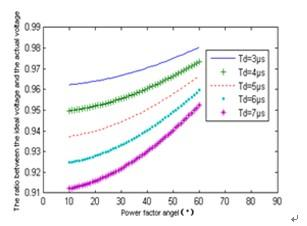 The ratio between the ideal voltage and the actual voltage
0.99
0.98
0.97
0.96
0.95
0.94
0.93
0.92
0.91
0 10 20 30 40 50 60 70 80 90
Power factor angel(°)
Td=3μs
Td=4μs
Td=5μs
Td=6μs
Td=7μs